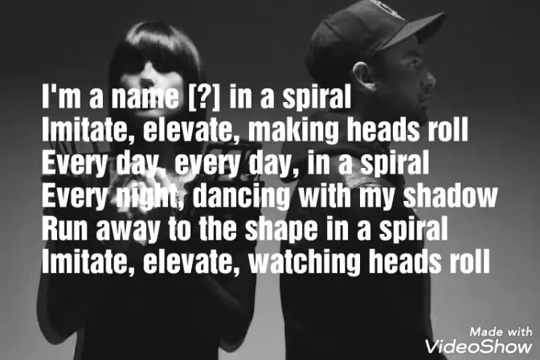 I'm a name [?] in a spiral
Imitate, elevate, making heads roll
Every day, every day, in a spiral
Every night, dancing with my shadow
Run away to the shape in a spiral
Imitate, elevate, watching heads roll
Made with
VideoShow